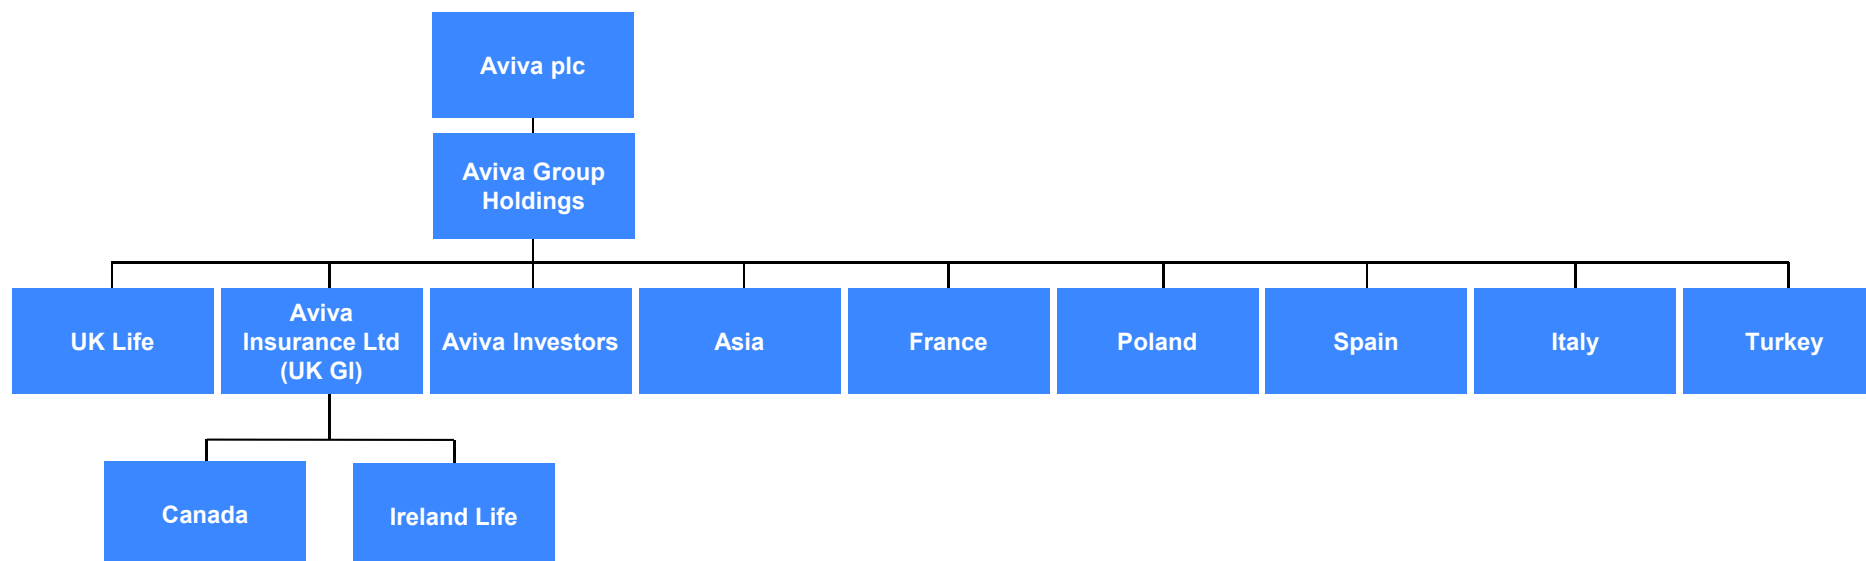 Aviva plc
Aviva Group
Holdings
UK Life
Aviva
Insurance Ltd
(UK GI)
Aviva Investors
Asia
France
Poland
Spain
Italy
Turkey
Canada
Ireland Life